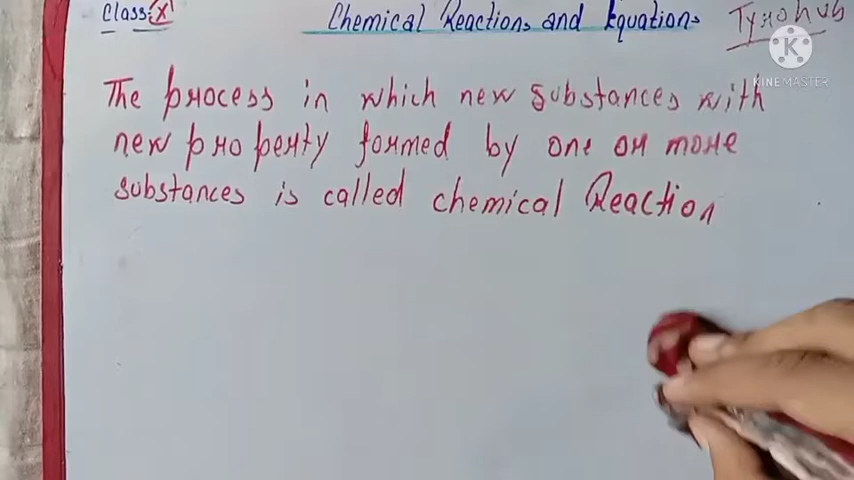 Class:X
Chemical Reactions and Equations
Tyrohub
KINEMASTER
The process in which new substances with
new property formed by one or more
substances is called chemical Reaction